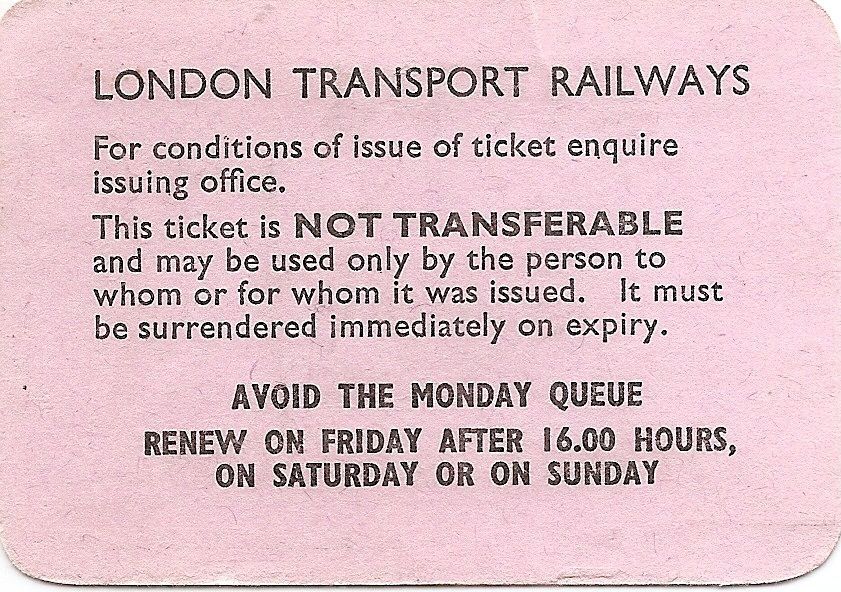 LONDON TRANSPORT RAILWAYS
For conditions of issue of ticket enquire
issuing office.
This ticket is NOT TRANSFERABLE
and may be used only by the person to
whom or for whom it was issued. It must
be surrendered immediately on expiry.
AVOID THE MONDAY QUEUE
RENEW ON FRIDAY AFTER 16.00 HOURS,
ON SATURDAY OR ON SUNDAY